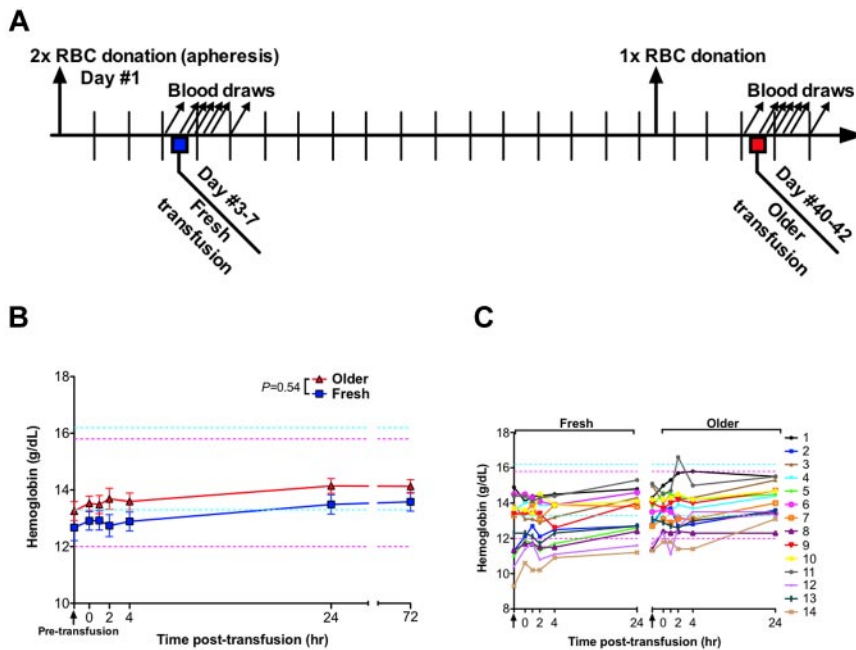 A
2x RBC donation (apheresis)
Day #1
Blood draws
1x RBC donation
Blood draws
Day #3-7
Fresh
transfusion
Day #40-42
Older
transfusion
B
18
16
14
12
10
Hemoglobin (g/dL)
P=0.54
Older
Fresh
0
2
4
24
72
Pre-transfusion
Time post-transfusion (hr)
C
Fresh
Older
18
16
14
12
10
8
Hemoglobin (g/dL)
0
2
4
24
0
2
4
24
Time post-transfusion (hr)
1
2
3
4
5
6
7
8
9
10
11
12
13
14